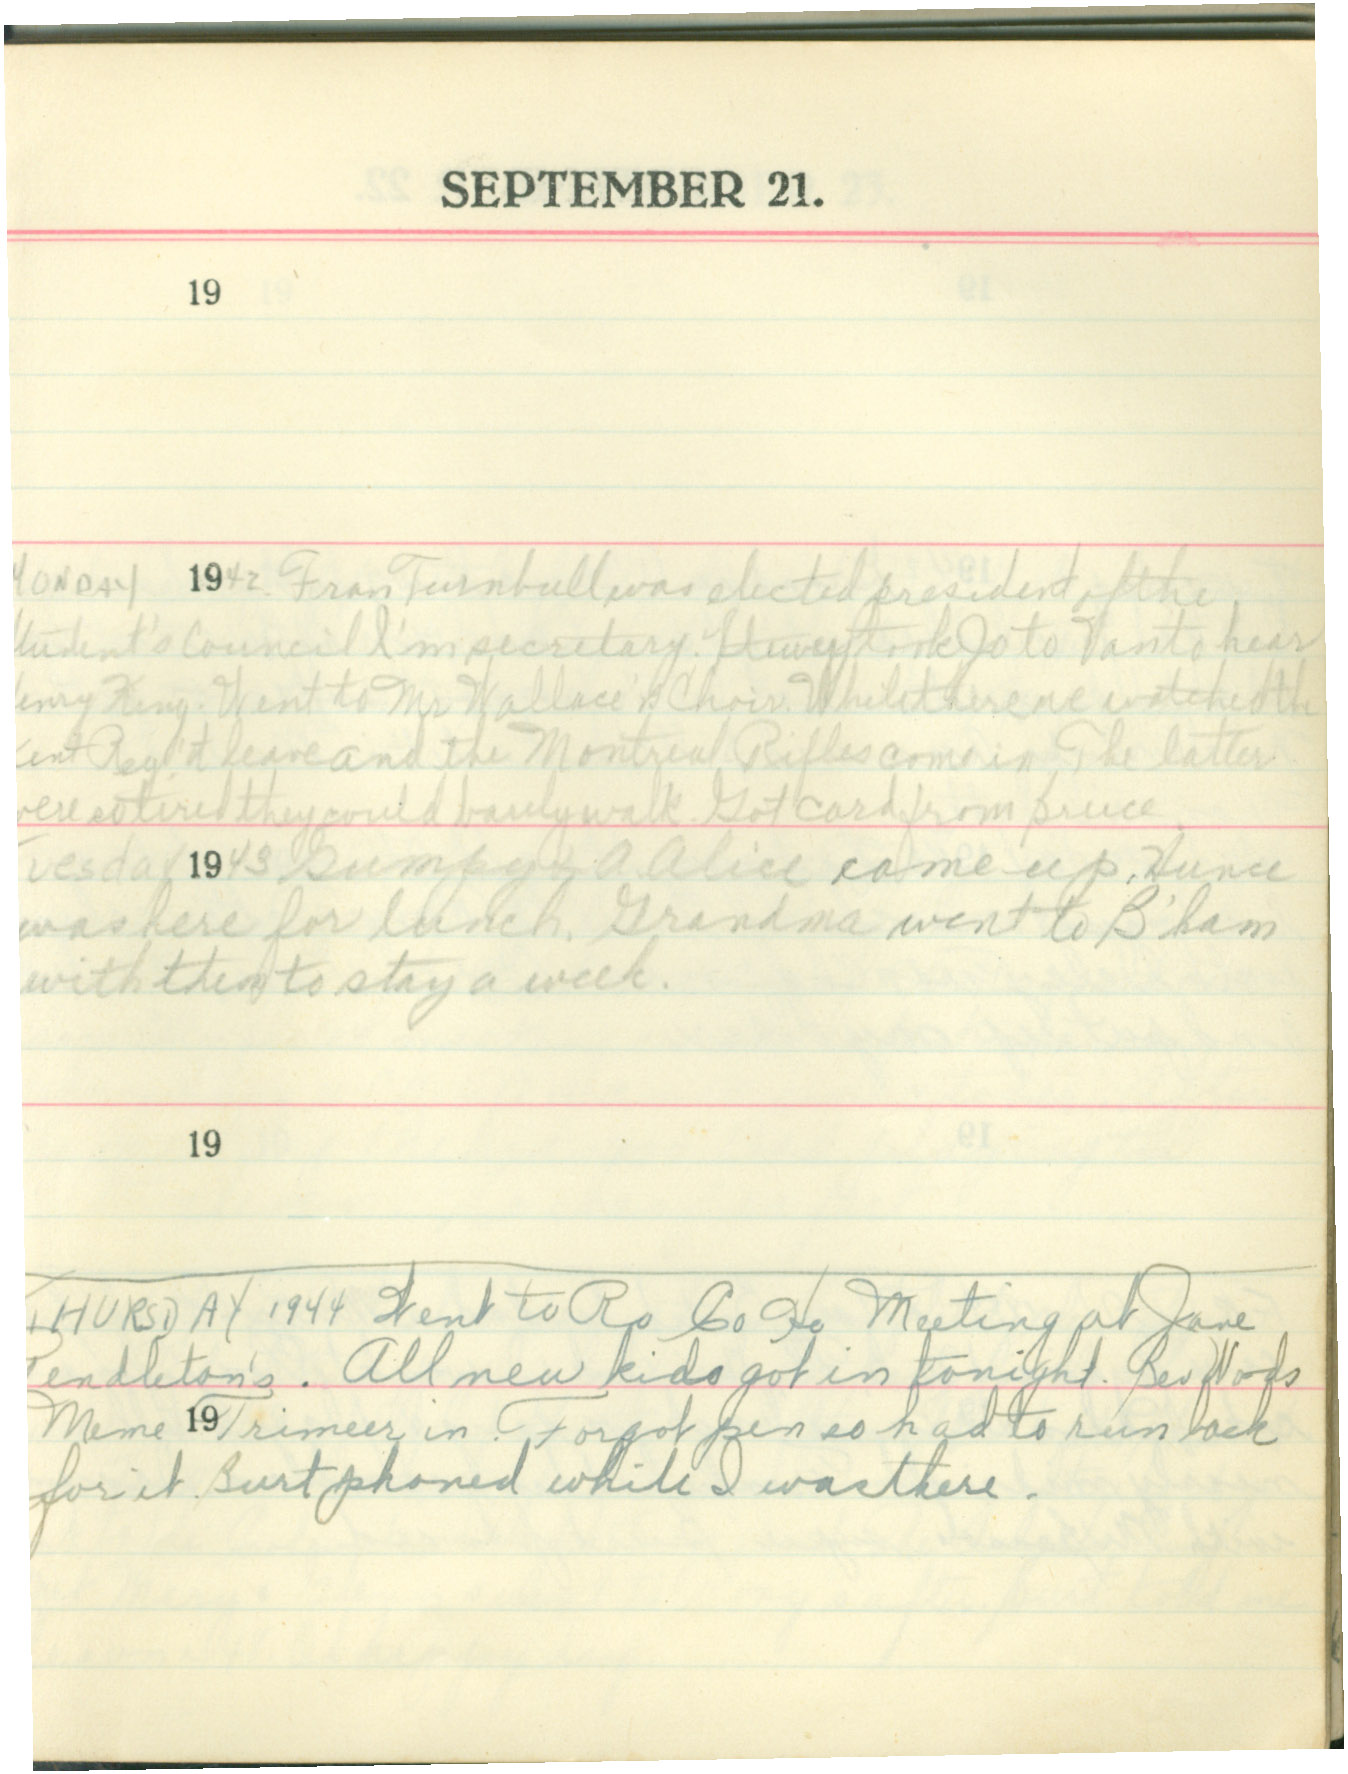 SEPTEMBER 21.
19
MONDAY 1942. Fran Turnbull was elected president of the
Student's Council I'm secretary. took Jo to Van to hear
Henry King. Went to Mr Wallace's Choir. Whilst there we watched the
Kent Reg't leave and the Montreal Rifles come in The latter
were so tired they could barely walk. Got card from Bruce
Tuesday 1943 Gumpy & A Alice came up.
was here for lunch. Grandma went to B'ham
with them to stay a week.
19
THURSDAY 1944 Went to Ro Co Ho Meeting at Jane
Pendleton's. All new kids got in tonight. Bev Woods
Meme 19 Trimeer in. Forgot pen so had to run back
for it. Burt phoned while I was there.